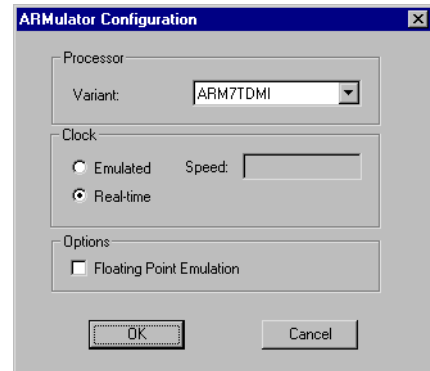 ARMulator Configuration
Processor
Variant: ARM7TDMI
Clock
Emulated Speed:
Real-time
Options
Floating Point Emulation
OK Cancel